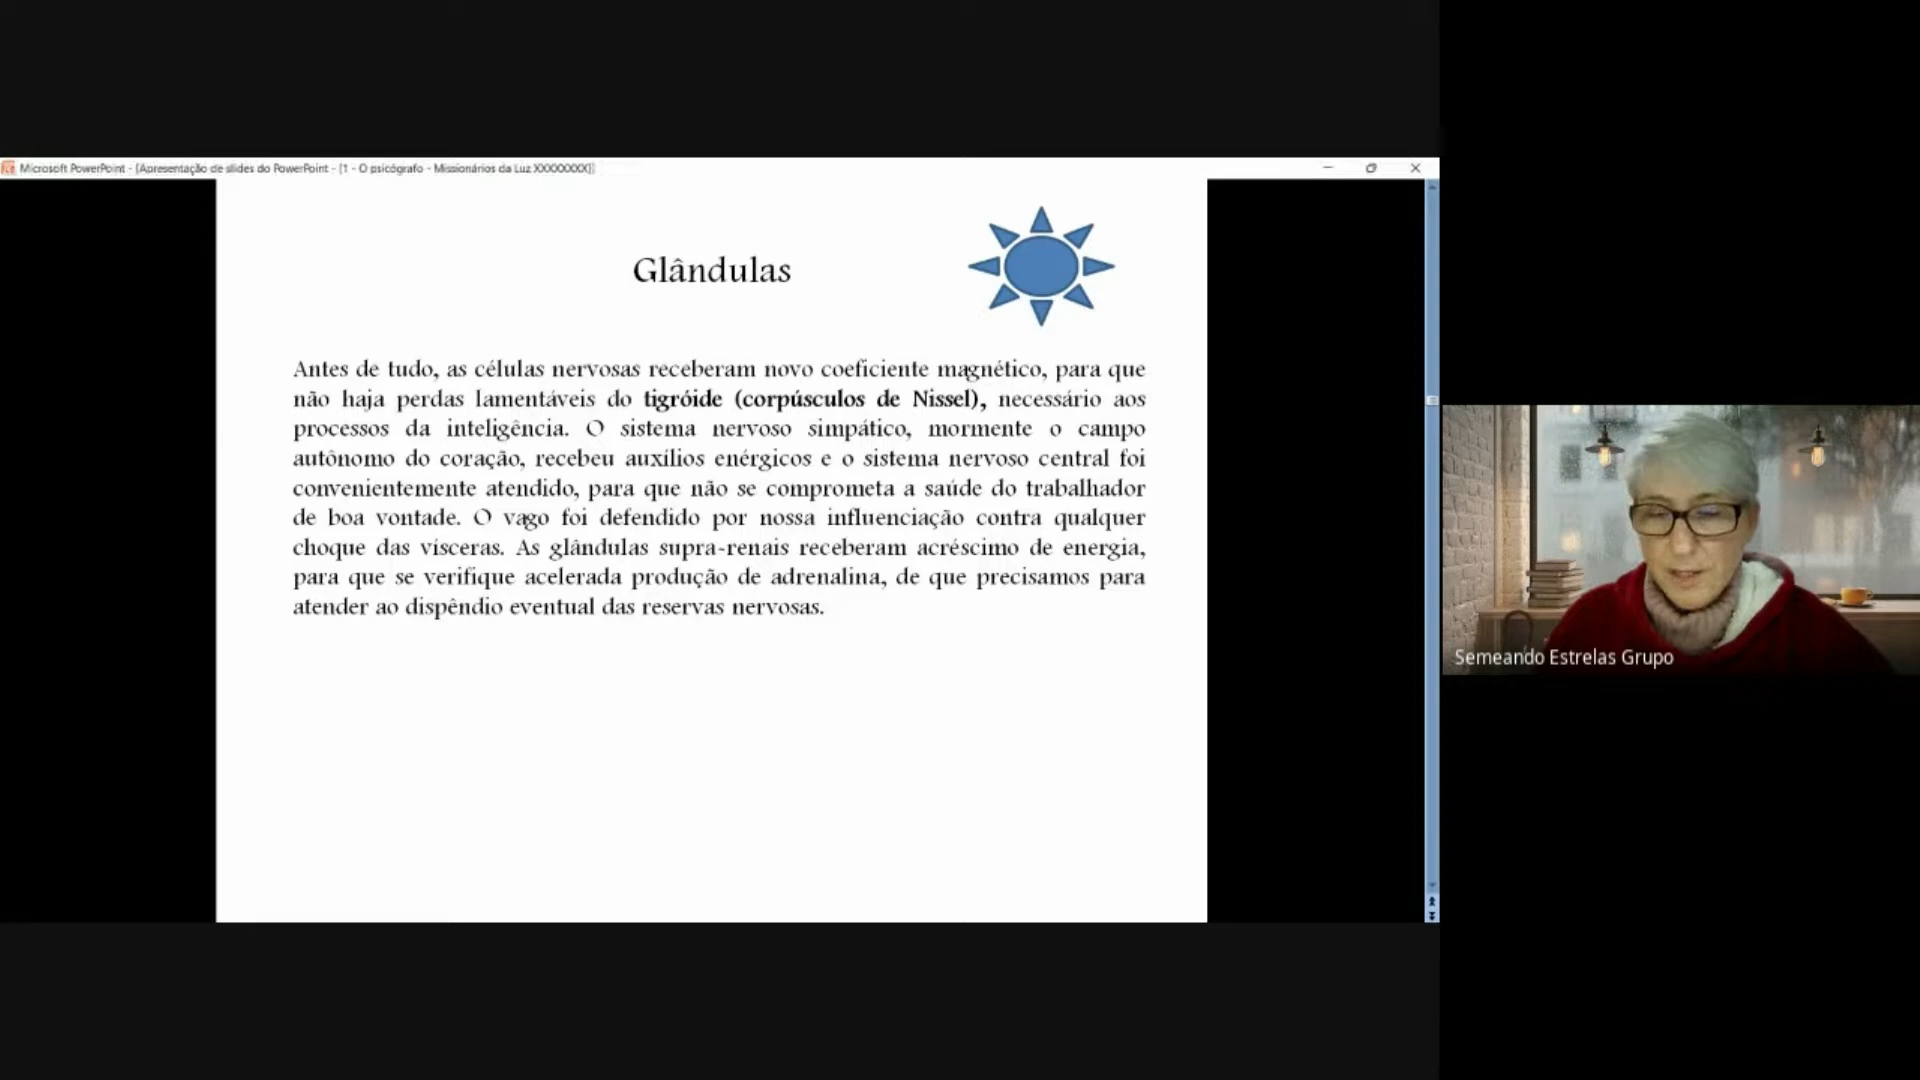 Microsoft PowerPoint - [Apresentação de slides do PowerPoint - [1 - O psicógrafo - Missionários da Luz XXXXXXXX]]
Glândulas
Antes de tudo, as células nervosas receberam novo coeficiente magnético, para que
não haja perdas lamentáveis do tigróide (corpúsculos de Nissel), necessário aos
processos da inteligência. O sistema nervoso simpático, mormente o campo
autônomo do coração, recebeu auxílios enérgicos e o sistema nervoso central foi
convenientemente atendido, para que não se comprometa a saúde do trabalhador
de boa vontade. O vago foi defendido por nossa influenciação contra qualquer
choque das vísceras. As glândulas supra-renais receberam acréscimo de energia,
para que se verifique acelerada produção de adrenalina, de que precisamos para
atender ao dispêndio eventual das reservas nervosas.
Semeando Estrelas Grupo